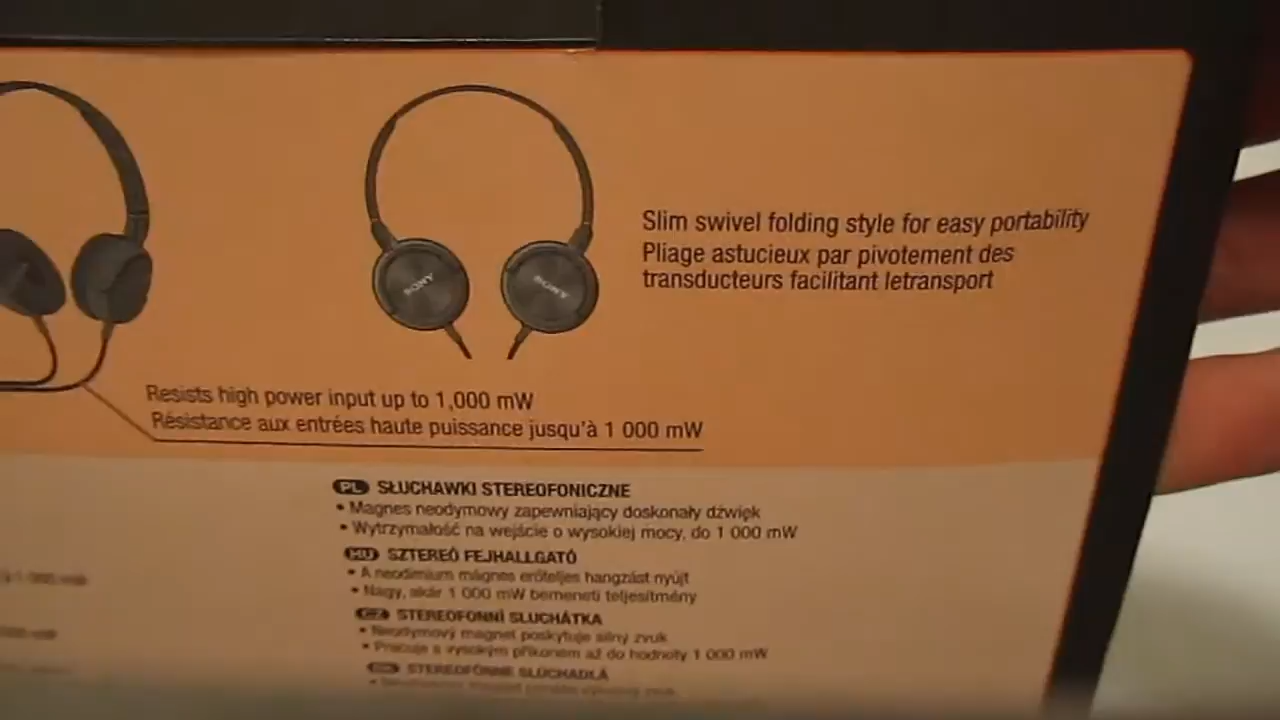 SONY SONY
Slim swivel folding style for easy portability
Pliage astucieux par pivotement des
transducteurs facilitant letransport
Resists high power input up to 1,000 mW
Résistance aux entrées haute puissance jusqu'à 1 000 mW
PL SŁUCHAWKI STEREOFONICZNE
• Magnes neodymowy zapewniający doskonały dźwięk
• Wytrzymałość na wejście o wysokiej mocy, do 1 000 mW
HU SZTEREÓ FEJHALLGATÓ
• A neodímium mágnes erőteljes hangzást nyújt
• Nagy, akár 1 000 mW bemeneti teljesítmény
CZ STEREOFONNÍ SLUCHÁTKA
• Neodymový magnet poskytuje silný zvuk
• Pracuje s vysokým příkonem až do hodnoty 1 000 mW
STEREOFÓNNE SLÚCHADLÁ